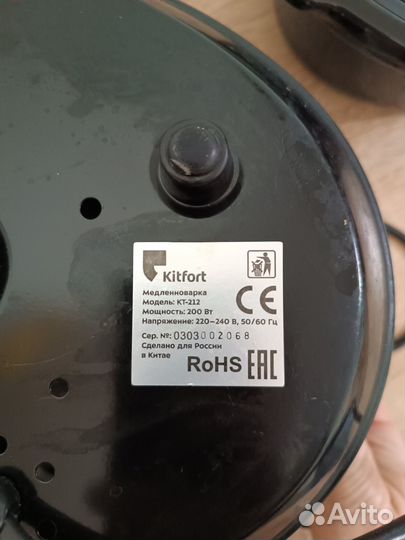 Kitfort
Медленноварка
Модель: КТ-212
Мощность: 200 Вт
Напряжение: 220–240 В, 50/60 Гц
Сер. №: 0303002068
Сделано для России
в Китае
CE
RoHS EAC
Avito